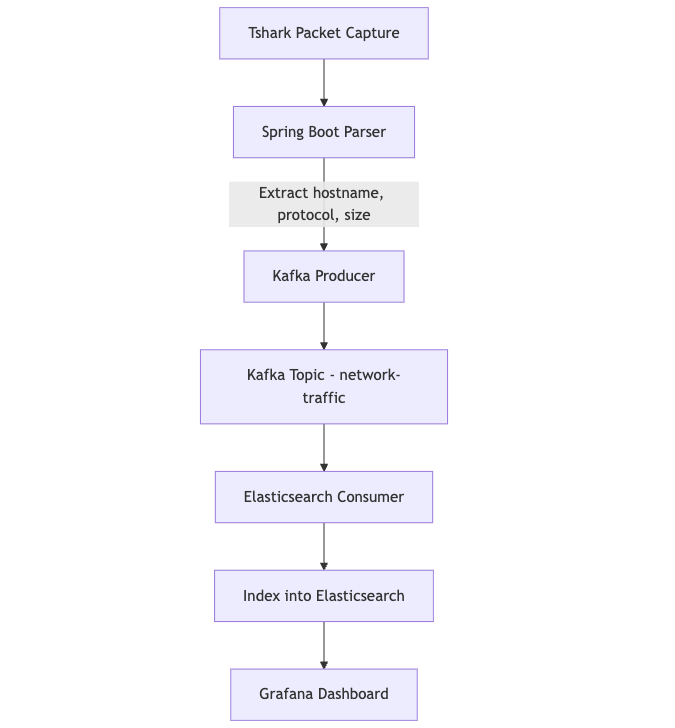 Tshark Packet Capture
Spring Boot Parser
Extract hostname,
protocol, size
Kafka Producer
Kafka Topic - network-
traffic
Elasticsearch Consumer
Index into Elasticsearch
Grafana Dashboard